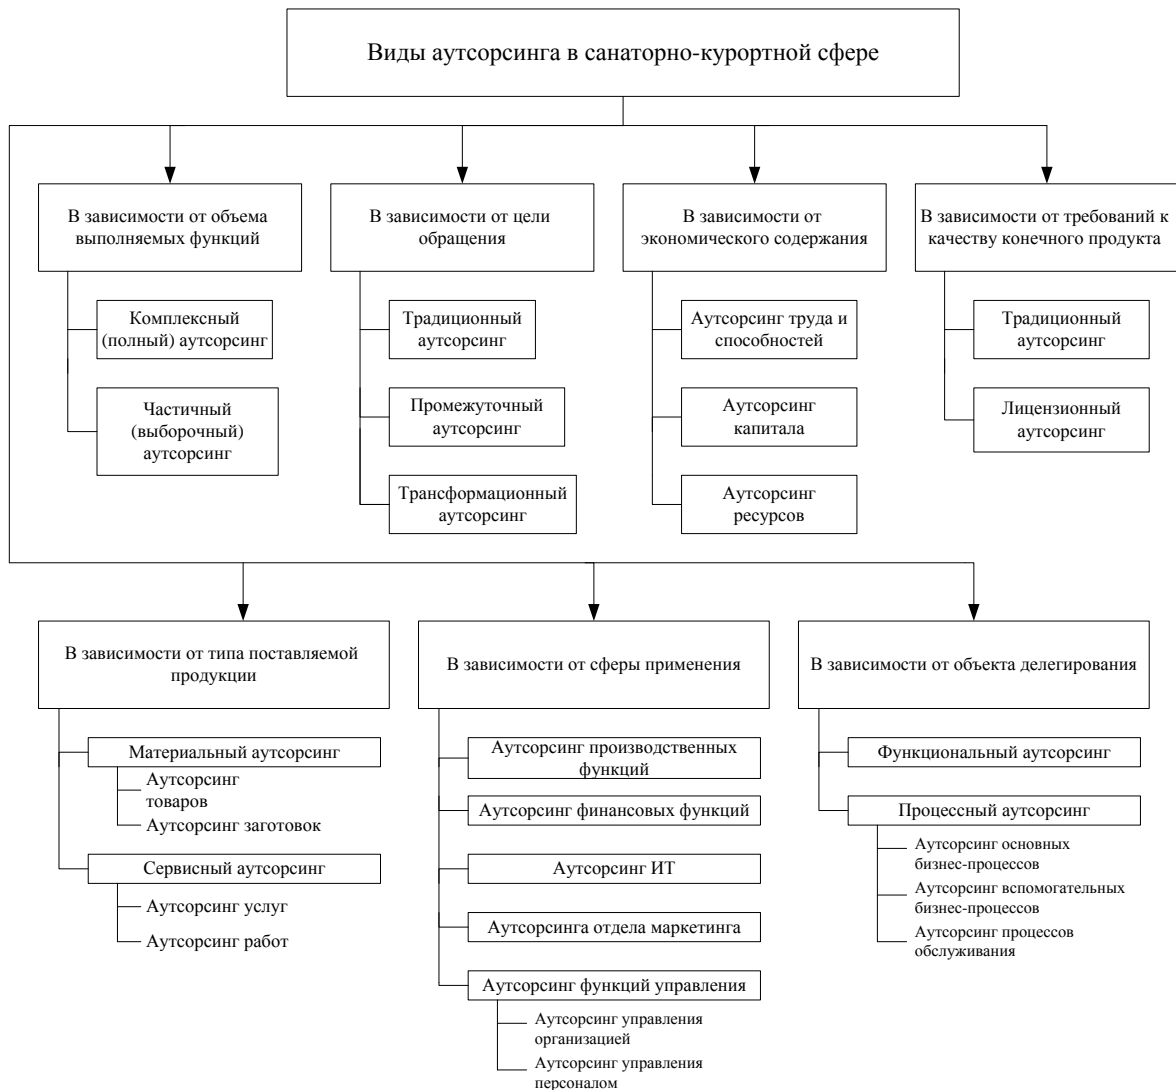 Виды аутсорсинга в санаторно-курортной сфере
В зависимости от объема
выполняемых функций
Комплексный
(полный) аутсорсинг
Частичный
(выборочный)
аутсорсинг
В зависимости от цели
обращения
Традиционный
аутсорсинг
Промежуточный
аутсорсинг
Трансформационный
аутсорсинг
В зависимости от
экономического содержания
Аутсорсинг труда и
способностей
Аутсорсинг
капитала
Аутсорсинг
ресурсов
В зависимости от требований к
качеству конечного продукта
Традиционный
аутсорсинг
Лицензионный
аутсорсинг
В зависимости от типа поставляемой
продукции
Материальный аутсорсинг
Аутсорсинг
товаров
Аутсорсинг заготовок
Сервисный аутсорсинг
Аутсорсинг услуг
Аутсорсинг работ
В зависимости от сферы применения
Аутсорсинг производственных
функций
Аутсорсинг финансовых функций
Аутсорсинг ИТ
Аутсорсинга отдела маркетинга
Аутсорсинг функций управления
Аутсорсинг управления
организацией
Аутсорсинг управления
персоналом
В зависимости от объекта делегирования
Функциональный аутсорсинг
Процессный аутсорсинг
Аутсорсинг основных
бизнес-процессов
Аутсорсинг вспомогательных
бизнес-процессов
Аутсорсинг процессов
обслуживания